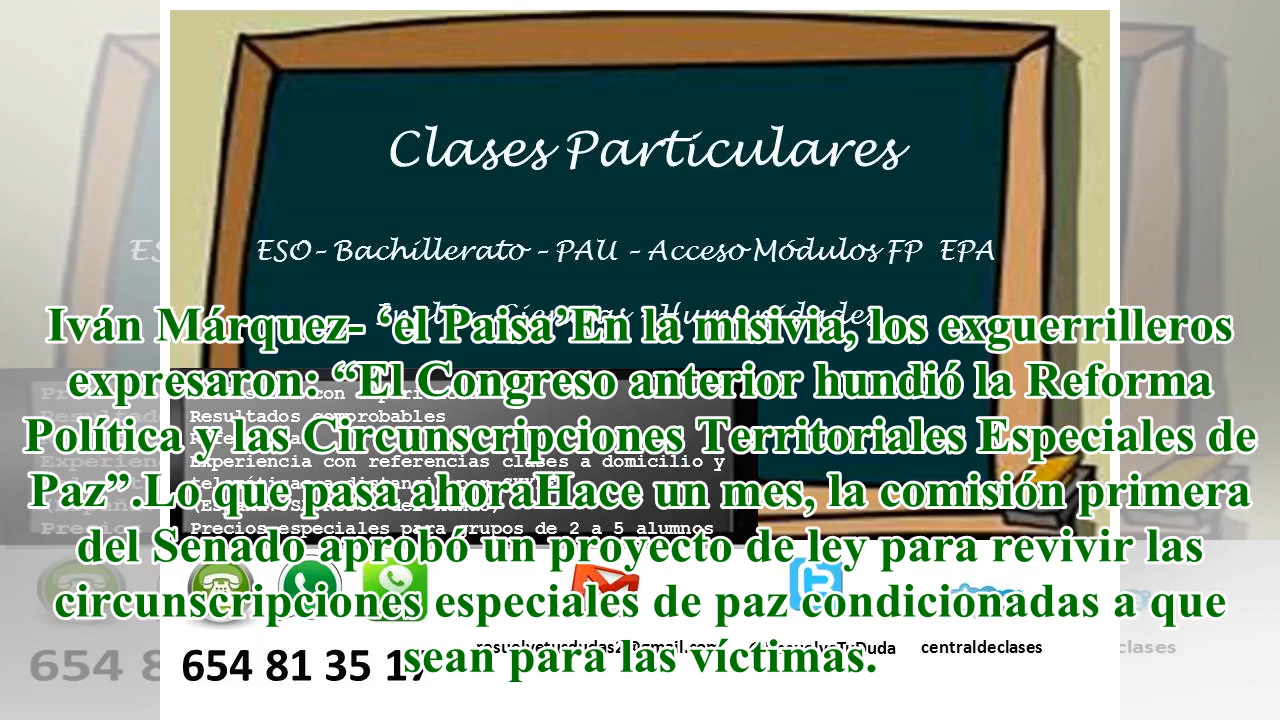 Clases Particulares
ESO - Bachillerato - PAU - Acceso Módulos FP EPA
Iván Márquez- ‘el Paisa’En la misivia, los exguerrilleros
expresaron: “El Congreso anterior hundió la Reforma
Política y las Circunscripciones Territoriales Especiales de
Paz”.Lo que pasa ahoraHace un mes, la comisión primera
del Senado aprobó un proyecto de ley para revivir las
circunscripciones especiales de paz condicionadas a que
sean para las víctimas.
Resultados comprobables
Experiencia con referencias clases a domicilio y
Precios especiales para grupos de 2 a 5 alumnos
654 81 35
centraldeclases